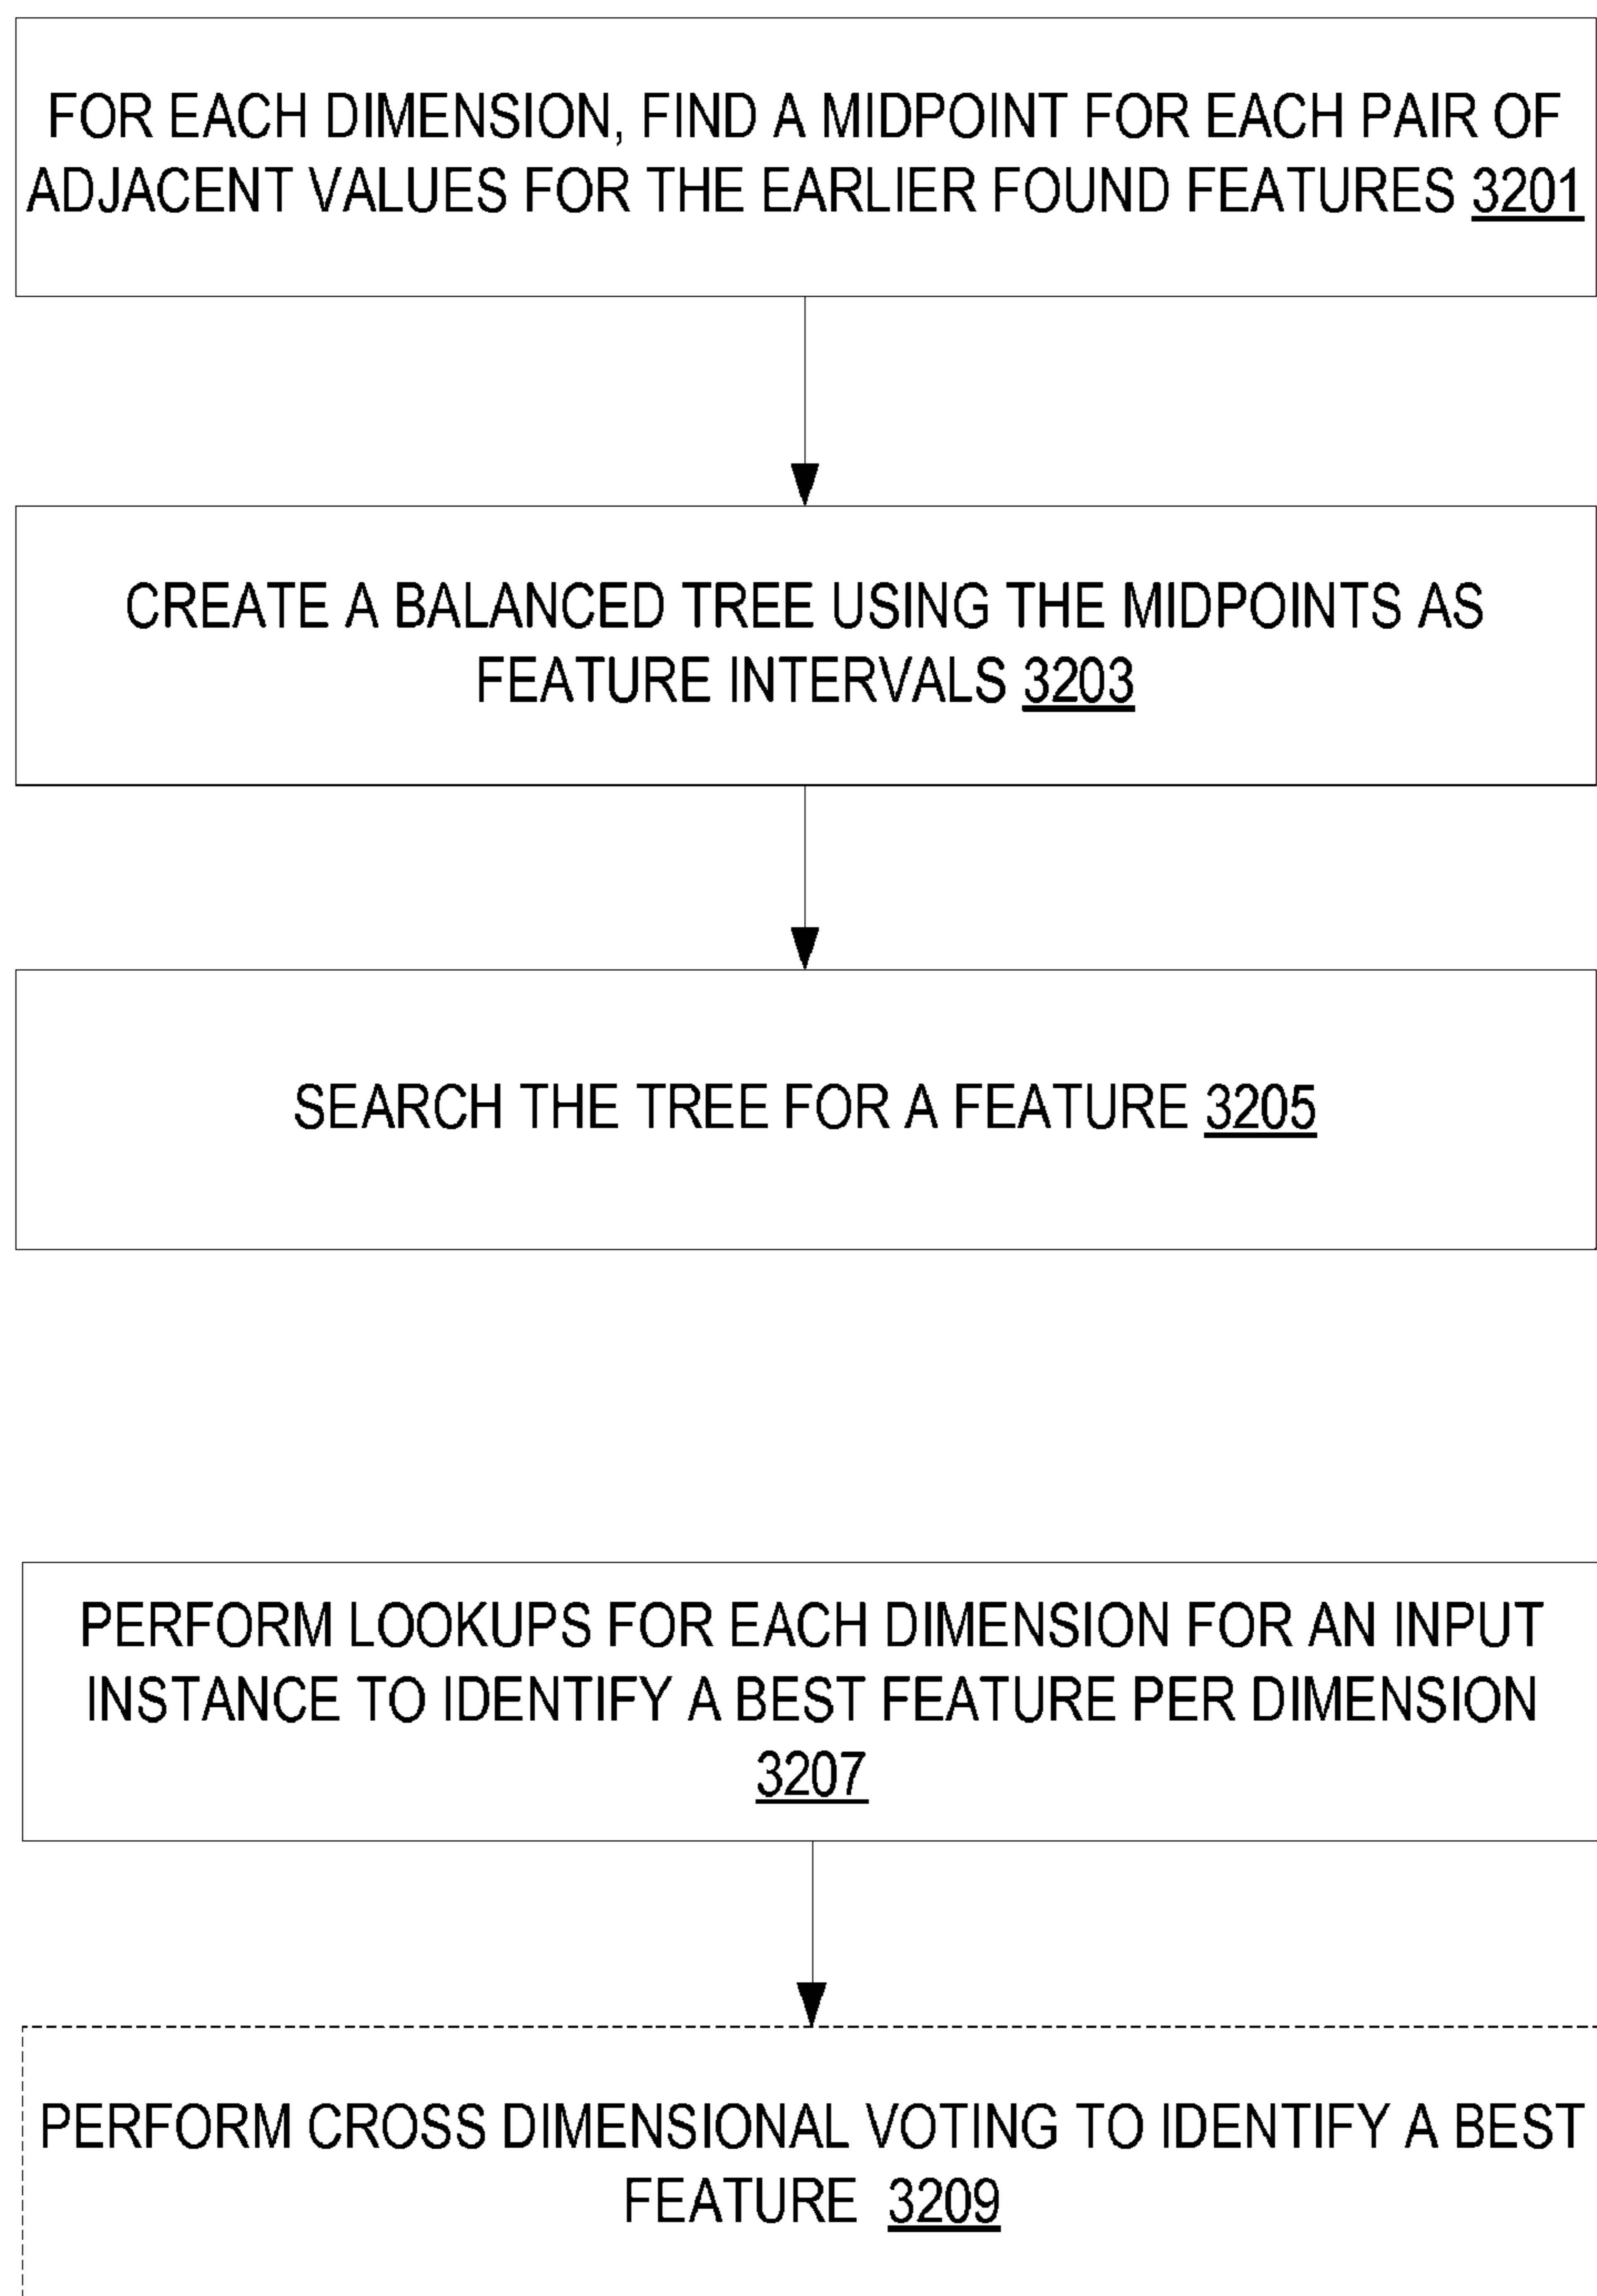 FOR EACH DIMENSION, FIND A MIDPOINT FOR EACH PAIR OF
ADJACENT VALUES FOR THE EARLIER FOUND FEATURES 3201
CREATE A BALANCED TREE USING THE MIDPOINTS AS
FEATURE INTERVALS 3203
SEARCH THE TREE FOR A FEATURE 3205
PERFORM LOOKUPS FOR EACH DIMENSION FOR AN INPUT
INSTANCE TO IDENTIFY A BEST FEATURE PER DIMENSION
3207
PERFORM CROSS DIMENSIONAL VOTING TO IDENTIFY A BEST
FEATURE 3209